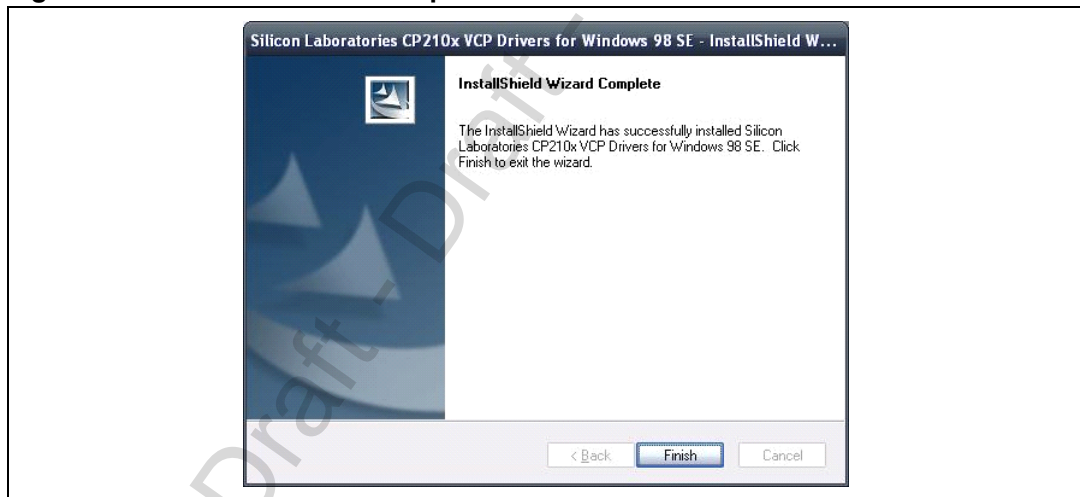 Silicon Laboratories CP210x VCP Drivers for Windows 98 SE - InstallShield W...
InstallShield Wizard Complete
The InstallShield Wizard has successfully installed Silicon
Laboratories CP210x VCP Drivers for Windows 98 SE. Click
Finish to exit the wizard.
< Back
Finish
Cancel
Draft - Draft -